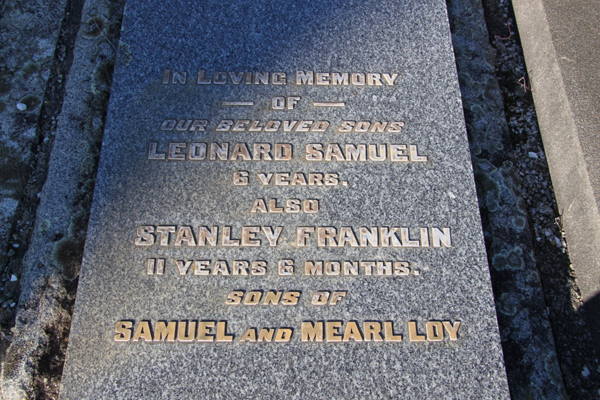 IN LOVING MEMORY
— OF —
OUR BELOVED SONS
LEONARD SAMUEL
6 YEARS.
ALSO
STANLEY FRANKLIN
11 YEARS 6 MONTHS.
SONS OF
SAMUEL AND MEARL LOY